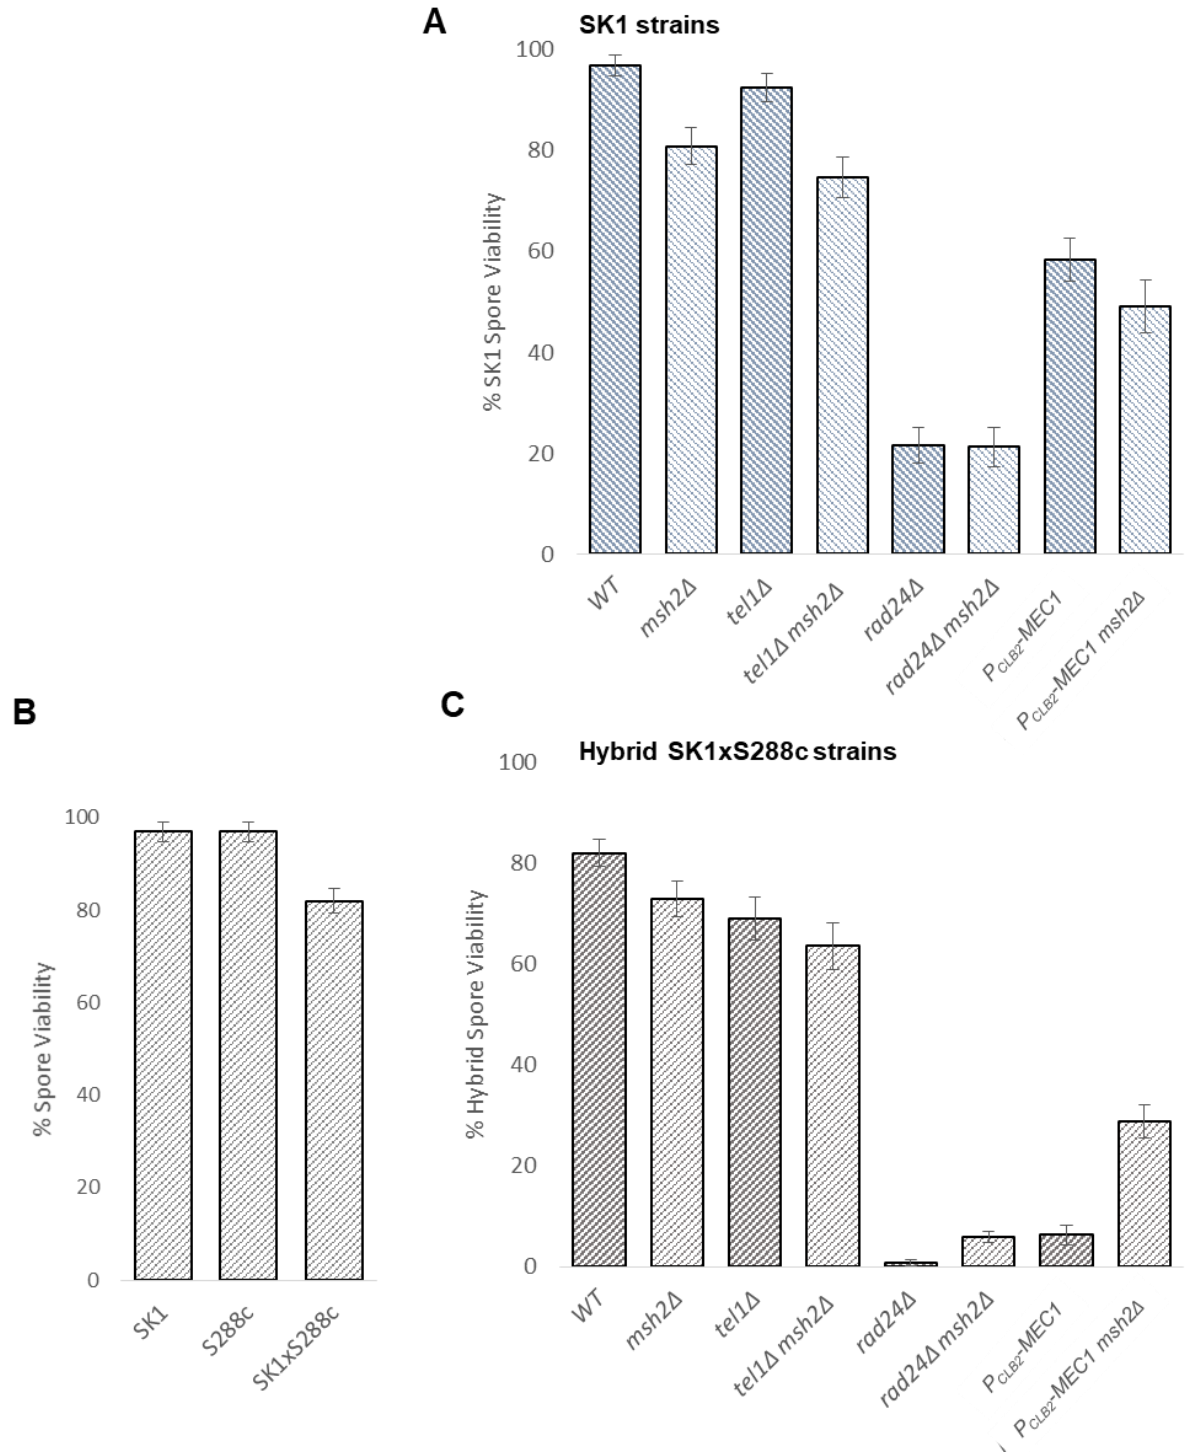 A
SK1 strains
100
80
60
40
20
0
% SK1 Spore Viability
WT
msh2Δ
tel1Δ
tel1Δ msh2Δ
rad24Δ
rad24Δ msh2Δ
PCLB2-MEC1
PCLB2-MEC1 msh2Δ
B
100
80
60
40
20
0
% Spore Viability
SK1
S288c
SK1xS288c
C
Hybrid SK1xS288c strains
100
80
60
40
20
0
% Hybrid Spore Viability
WT
msh2Δ
tel1Δ
tel1Δ msh2Δ
rad24Δ
rad24Δ msh2Δ
PCLB2-MEC1
PCLB2-MEC1 msh2Δ